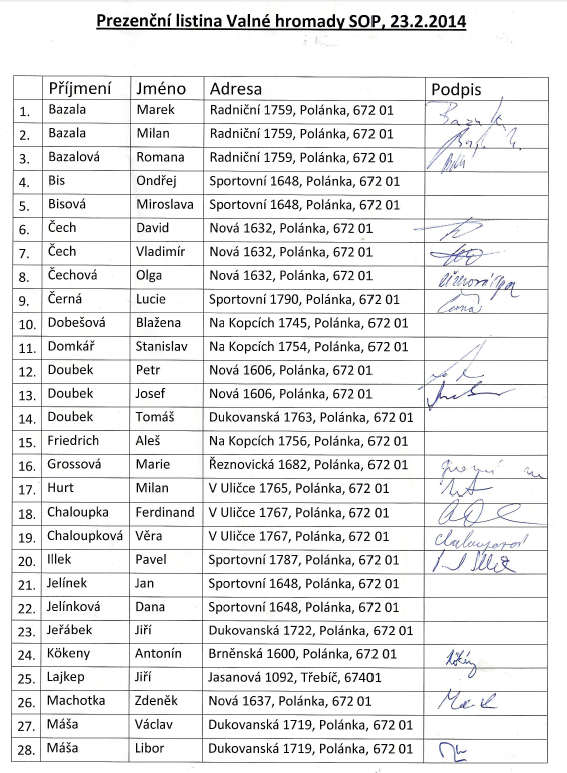 Prezenční listina Valné hromady SOP, 23.2.2014
Příjmení Jméno Adresa Podpis
1. Bazala Marek Radniční 1759, Polánka, 672 01
2. Bazala Milan Radniční 1759, Polánka, 672 01
3. Bazalová Romana Radniční 1759, Polánka, 672 01
4. Bis Ondřej Sportovní 1648, Polánka, 672 01
5. Bisová Miroslava Sportovní 1648, Polánka, 672 01
6. Čech David Nová 1632, Polánka, 672 01
7. Čech Vladimír Nová 1632, Polánka, 672 01
8. Čechová Olga Nová 1632, Polánka, 672 01
9. Černá Lucie Sportovní 1790, Polánka, 672 01 Černá
10. Dobešová Blažena Na Kopcích 1745, Polánka, 672 01
11. Domkář Stanislav Na Kopcích 1754, Polánka, 672 01
12. Doubek Petr Nová 1606, Polánka, 672 01
13. Doubek Josef Nová 1606, Polánka, 672 01
14. Doubek Tomáš Dukovanská 1763, Polánka, 672 01
15. Friedrich Aleš Na Kopcích 1756, Polánka, 672 01
16. Grossová Marie Řeznovická 1682, Polánka, 672 01
17. Hurt Milan V Uličce 1765, Polánka, 672 01
18. Chaloupka Ferdinand V Uličce 1767, Polánka, 672 01
19. Chaloupková Věra V Uličce 1767, Polánka, 672 01
20. Illek Pavel Sportovní 1787, Polánka, 672 01
21. Jelínek Jan Sportovní 1648, Polánka, 672 01
22. Jelínková Dana Sportovní 1648, Polánka, 672 01
23. Jeřábek Jiří Dukovanská 1722, Polánka, 672 01
24. Kökeny Antonín Brněnská 1600, Polánka, 672 01
25. Lajkep Jiří Jasanová 1092, Třebíč, 67401
26. Machotka Zdeněk Nová 1637, Polánka, 672 01
27. Máša Václav Dukovanská 1719, Polánka, 672 01
28. Máša Libor Dukovanská 1719, Polánka, 672 01